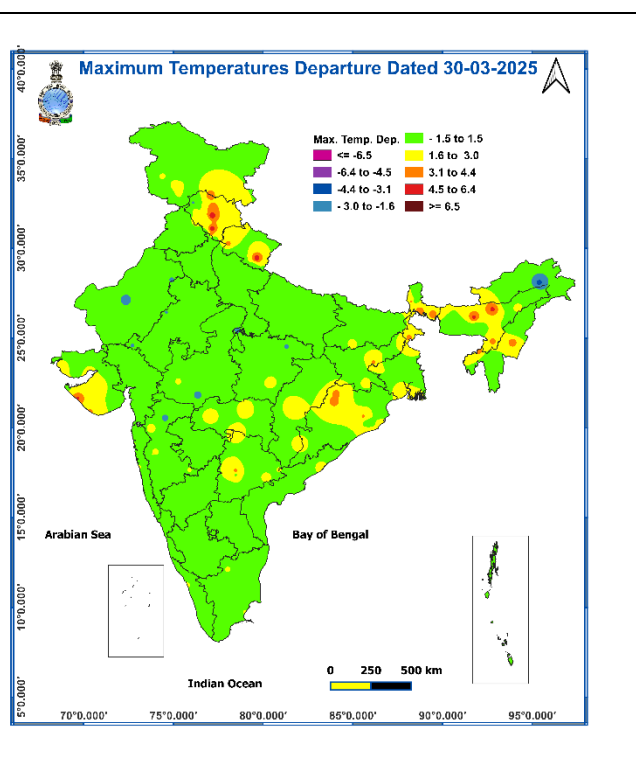 Maximum Temperatures Departure Dated 30-03-2025
Max. Temp. Dep.
<= -6.5
-6.4 to -4.5
-4.4 to -3.1
- 3.0 to -1.6
- 1.5 to 1.5
1.6 to 3.0
3.1 to 4.4
4.5 to 6.4
>= 6.5
40°0.000'
35°0.000'
30°0.000'
25°0.000'
20°0.000'
15°0.000'
10°0.000'
5°0.000'
Arabian Sea
Bay of Bengal
Indian Ocean
0 250 500 km
70°0.000' 75°0.000' 80°0.000' 85°0.000' 90°0.000' 95°0.000'